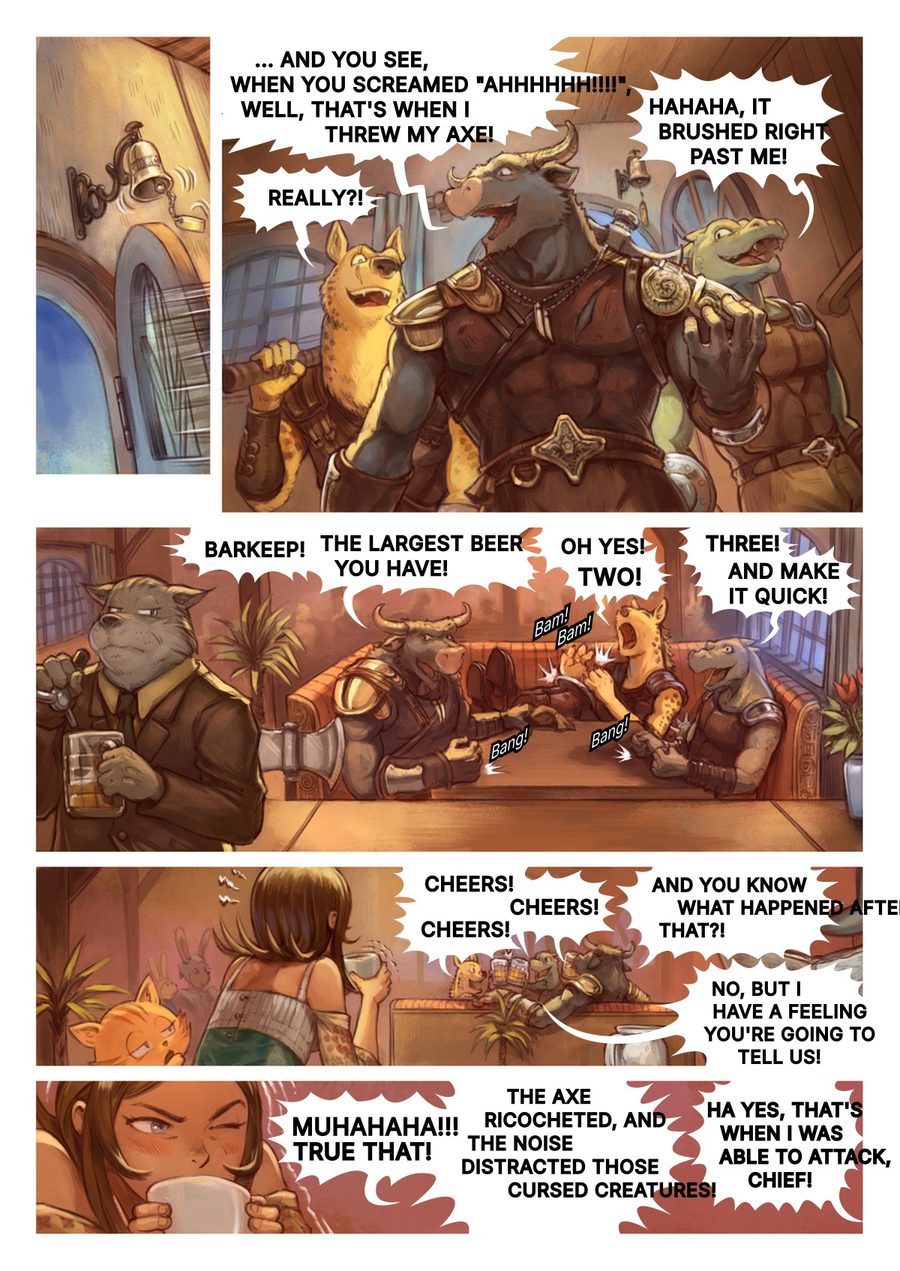 ... AND YOU SEE,
WHEN YOU SCREAMED "AHHHHHH!!!!",
WELL, THAT'S WHEN I
THREW MY AXE!
HAHAHA, IT
BRUSHED RIGHT
PAST ME!
REALLY?!
BARKEEP!
THE LARGEST BEER
YOU HAVE!
OH YES!
TWO!
THREE!
AND MAKE
IT QUICK!
Bam!
Bam!
Bang!
Bang!
CHEERS!
CHEERS!
CHEERS!
AND YOU KNOW
WHAT HAPPENED AFTE
THAT?!
NO, BUT I
HAVE A FEELING
YOU'RE GOING TO
TELL US!
MUHAHAHA!!!
TRUE THAT!
THE AXE
RICOCHETED, AND
THE NOISE
DISTRACTED THOSE
CURSED CREATURES!
HA YES, THAT'S
WHEN I WAS
ABLE TO ATTACK,
CHIEF!